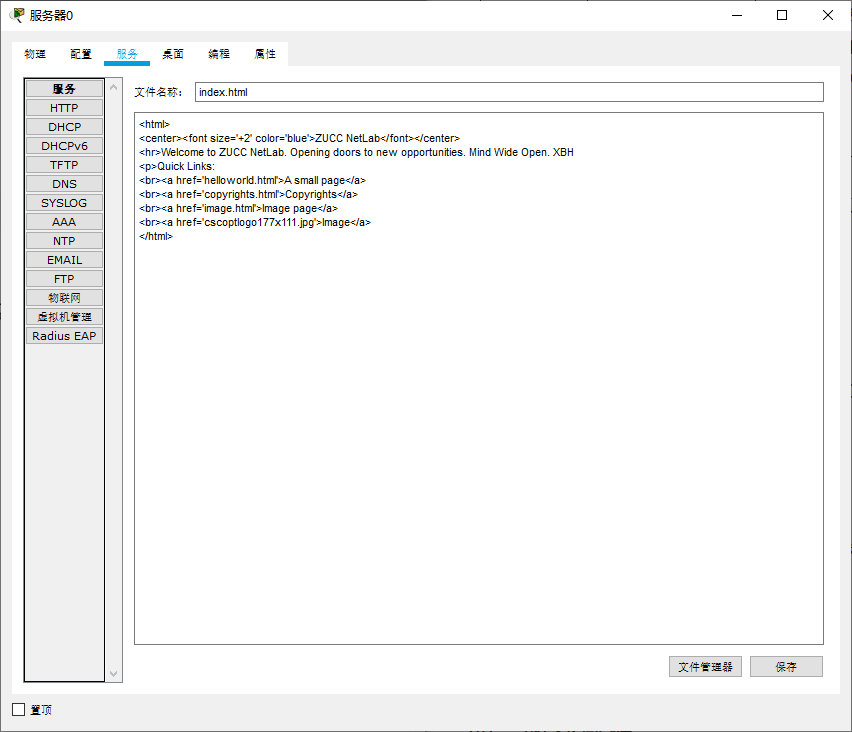 服务器0
物理 配置 服务 桌面 编程 属性
服务
HTTP
DHCP
DHCPv6
TFTP
DNS
SYSLOG
AAA
NTP
EMAIL
FTP
物联网
虚拟机管理
Radius EAP
文件名称： index.html
<html>
<center><font size='+2' color='blue'>ZUCC NetLab</font></center>
<hr>Welcome to ZUCC NetLab. Opening doors to new opportunities. Mind Wide Open. XBH
<p>Quick Links:
<br><a href='helloworld.html'>A small page</a>
<br><a href='copyrights.html'>Copyrights</a>
<br><a href='image.html'>Image page</a>
<br><a href='cscoptlogo177x111.jpg'>Image</a>
</html>
文件管理器 保存
置顶